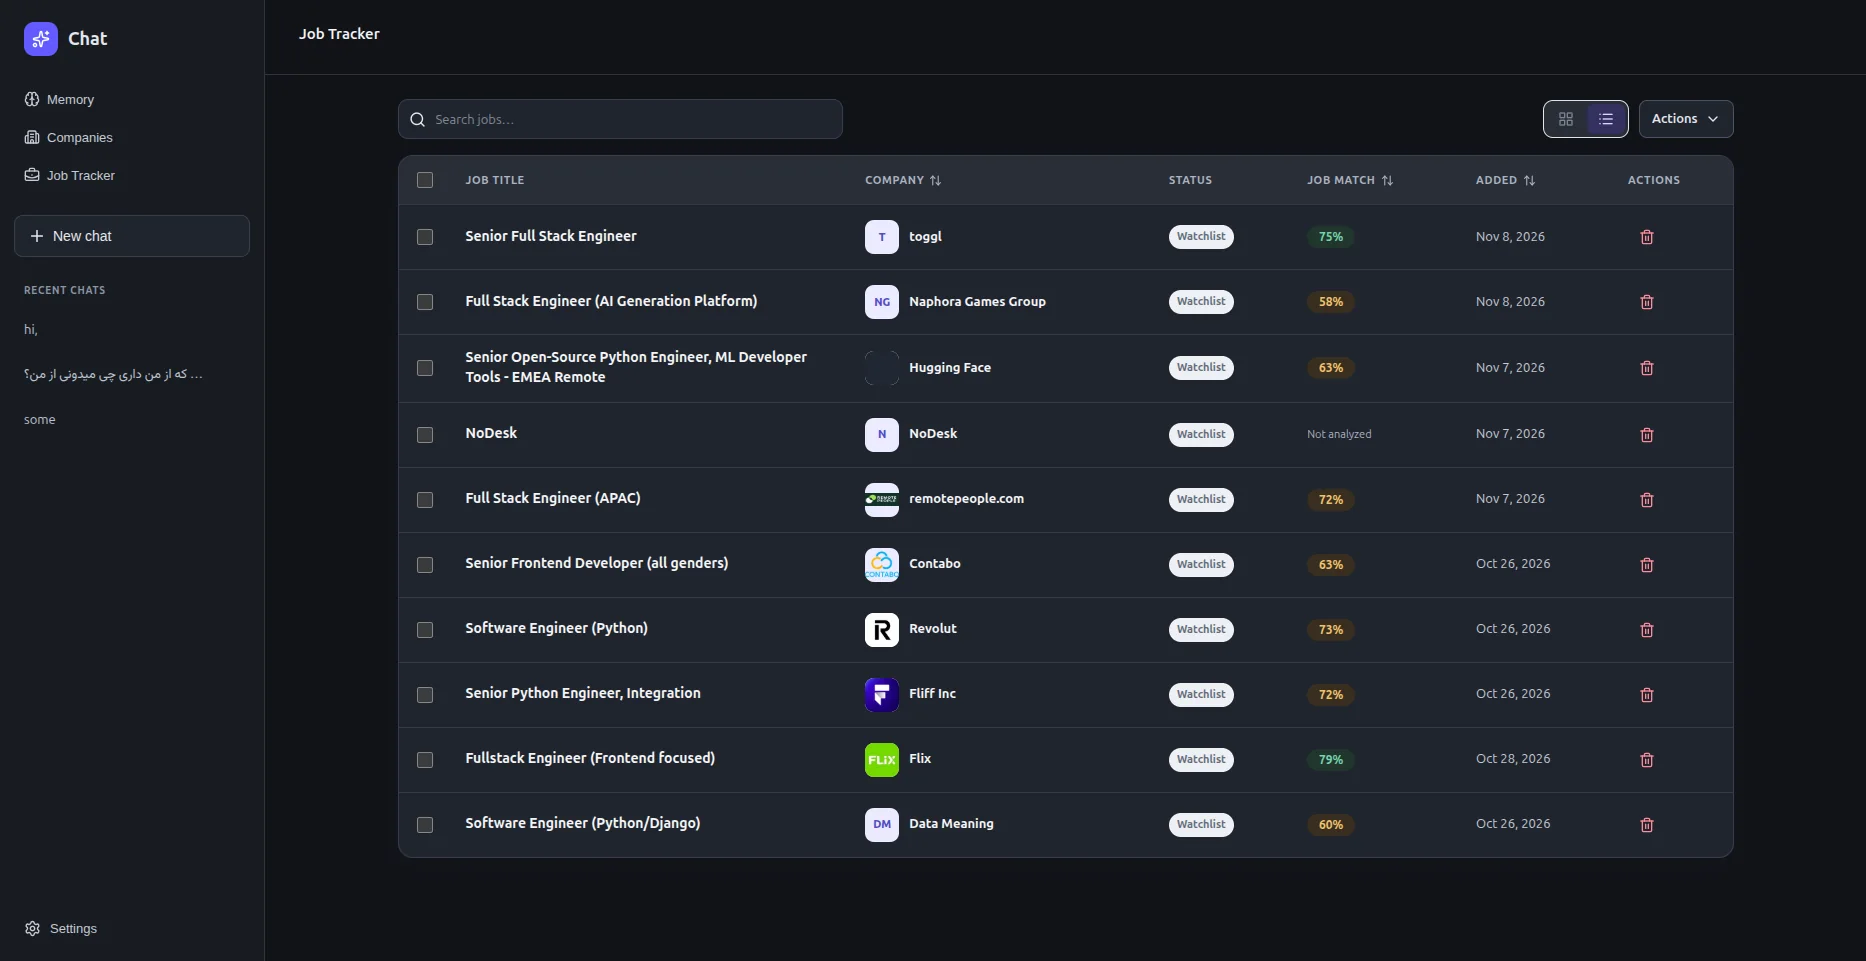 Chat
Memory
Companies
Job Tracker
New chat
RECENT CHATS
hi,
که از من داری چی میدونی از من؟ ...
some
Settings
Job Tracker
Search jobs...
Actions
JOB TITLE COMPANY STATUS JOB MATCH ADDED ACTIONS
Senior Full Stack Engineer T toggl Watchlist 75% Nov 8, 2026
Full Stack Engineer (AI Generation Platform) NG Naphora Games Group Watchlist 58% Nov 8, 2026
Senior Open-Source Python Engineer, ML Developer
Tools - EMEA Remote Hugging Face Watchlist 63% Nov 7, 2026
NoDesk N NoDesk Watchlist Not analyzed Nov 7, 2026
Full Stack Engineer (APAC) REMOTE PEOPLE remotepeople.com Watchlist 72% Nov 7, 2026
Senior Frontend Developer (all genders) CONTABO Contabo Watchlist 63% Oct 26, 2026
Software Engineer (Python) R Revolut Watchlist 73% Oct 26, 2026
Senior Python Engineer, Integration Fliff Inc Watchlist 72% Oct 26, 2026
Fullstack Engineer (Frontend focused) FLiX Flix Watchlist 79% Oct 28, 2026
Software Engineer (Python/Django) DM Data Meaning Watchlist 60% Oct 26, 2026